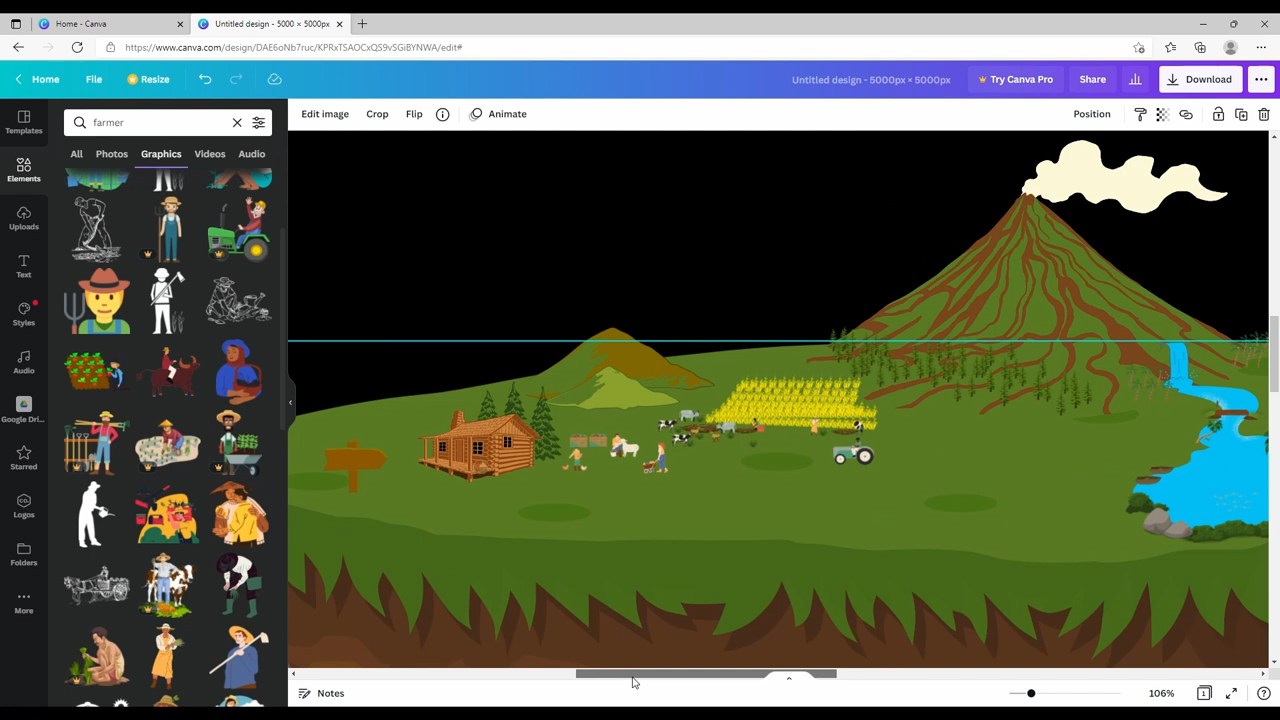 Home - Canva
Untitled design - 5000 × 5000px
https://www.canva.com/design/DAE6oNb7ruc/KPRxTSAOCxQS9vSGiBYNWA/edit#
Home
File
Resize
Untitled design - 5000px × 5000px
Try Canva Pro
Share
Download
Templates
farmer
Edit image
Crop
Flip
Animate
Position
All
Photos
Graphics
Videos
Audio
Elements
Uploads
Text
Styles
Audio
Google Dri...
Starred
Logos
Folders
More
Notes
106%
1